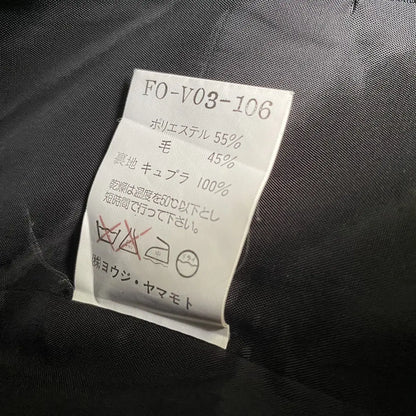 FO-V03-106
ポリエステル 55%
毛 45%
裏地 キュプラ 100%
乾燥は温度を60℃以下とし
短時間で行って下さい。
㈱ヨウジ・ヤマモト